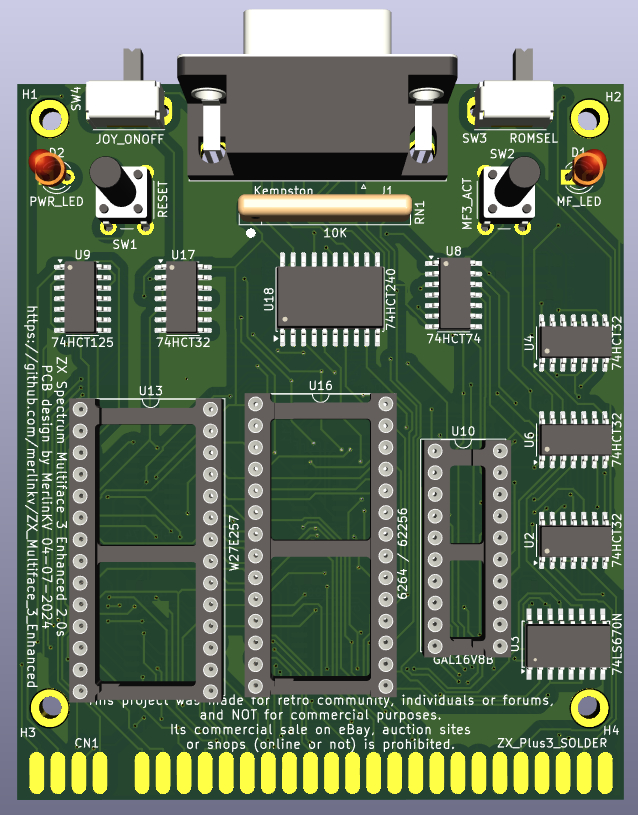 H1
SW4
H2
JOY_ONOFF
SW3
ROMSEL
D2
SW2
D1
PWR_LED
RESET
Kempston
J1
RN1
MF3_ACT
MF_LED
SW1
10K
U9
U17
U18
74HCT240
U8
74HCT125
74HCT32
74HCT74
U4
74HCT32
U13
U16
U10
U6
74HCT32
W27E257
6264 / 62256
U2
74HCT32
U3
74LS670N
GAL16V8B
ZX Spectrum Multiface 3 Enhanced 2.0s
PCB design by MerlinKV 04-07-2024
https://github.com/merlinkv/ZX_Multiface_3_Enhanced
This project was made for retro community, individuals or forums,
and NOT for commercial purposes.
Its commercial sale on eBay, auction sites
or snops (online or not) is prohibited.
H3
H4
CN1
ZX_Plus3_SOLDER